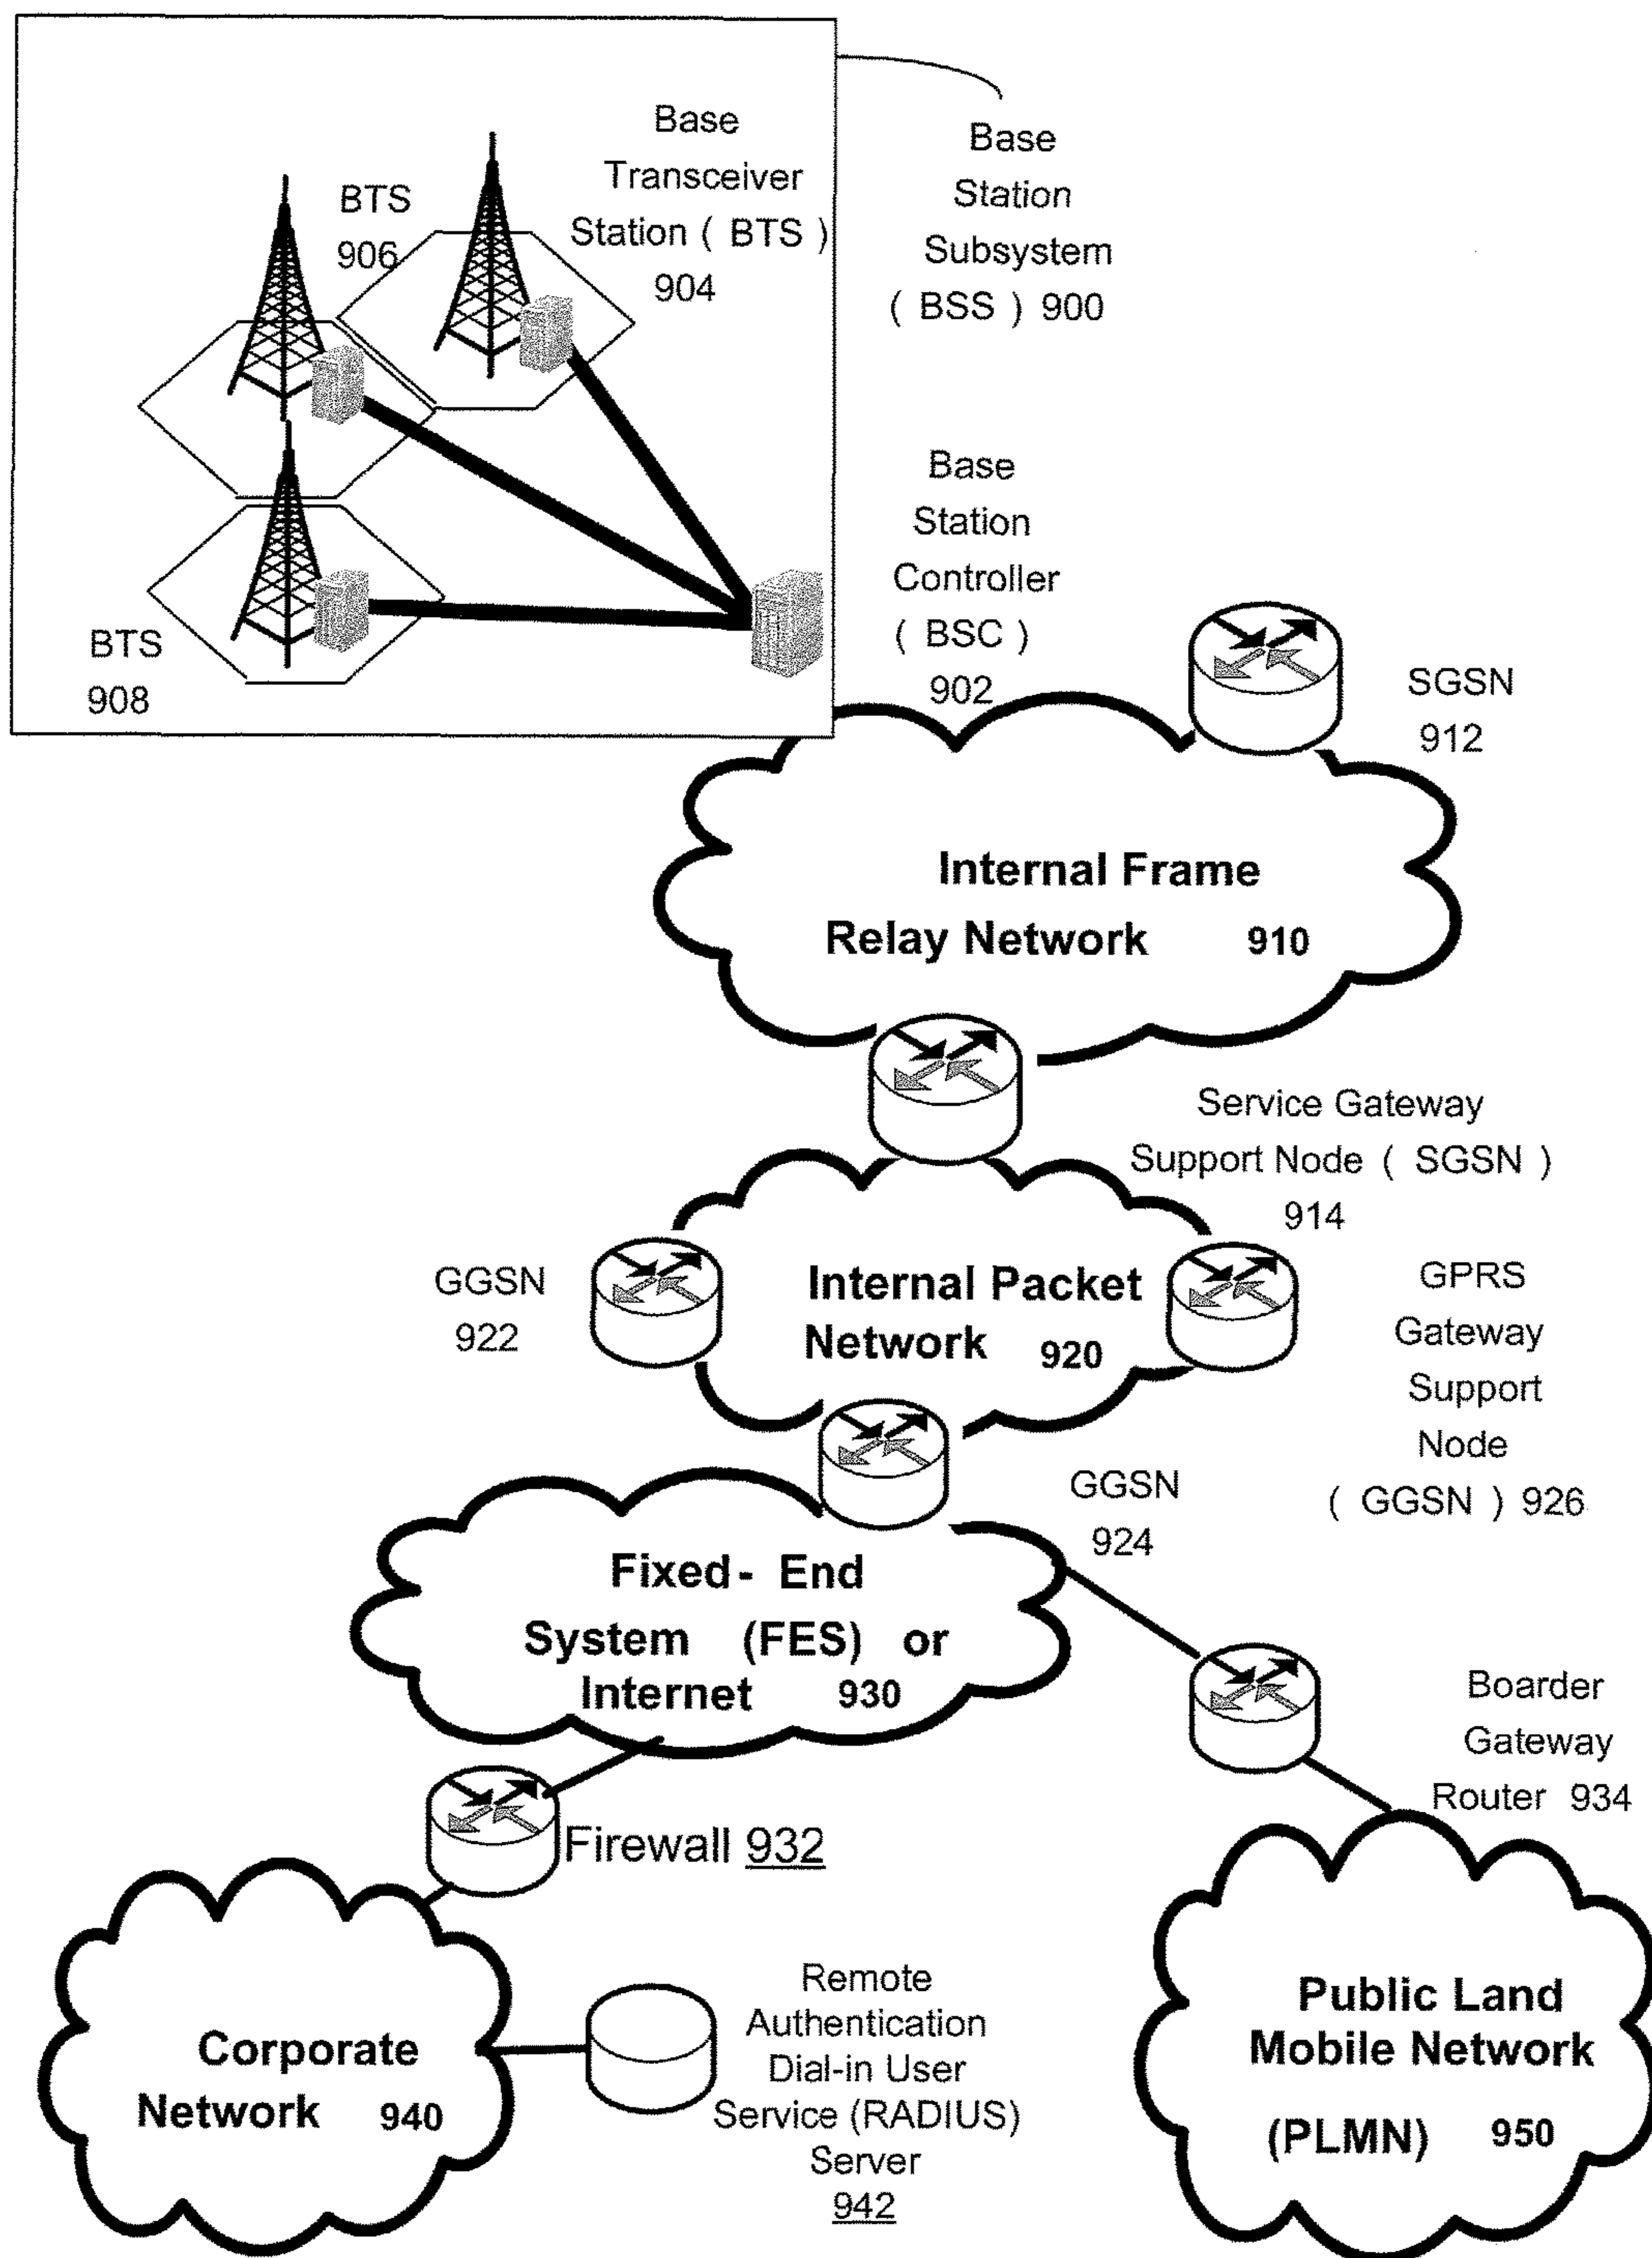 Base
Transceiver
Station ( BTS )
904
BTS
906
BTS
908
Base
Station
Subsystem
( BSS ) 900
Base
Station
Controller
( BSC )
902
SGSN
912
Internal Frame
Relay Network 910
Service Gateway
Support Node ( SGSN )
914
GGSN
922
Internal Packet
Network 920
GPRS
Gateway
Support
Node
( GGSN ) 926
GGSN
924
Fixed- End
System (FES) or
Internet 930
Boarder
Gateway
Router 934
Firewall 932
Corporate
Network 940
Remote
Authentication
Dial-in User
Service (RADIUS)
Server
942
Public Land
Mobile Network
(PLMN) 950